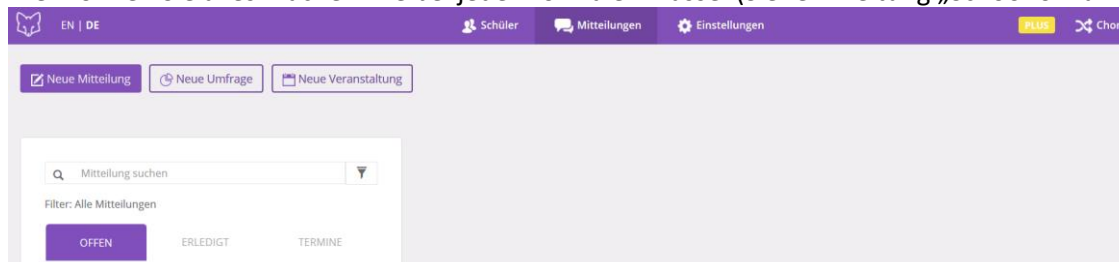 EN | DE Schüler Mitteilungen Einstellungen PLUS Chor
Neue Mitteilung Neue Umfrage Neue Veranstaltung
Mitteilung suchen
Filter: Alle Mitteilungen
OFFEN ERLEDIGT TERMINE